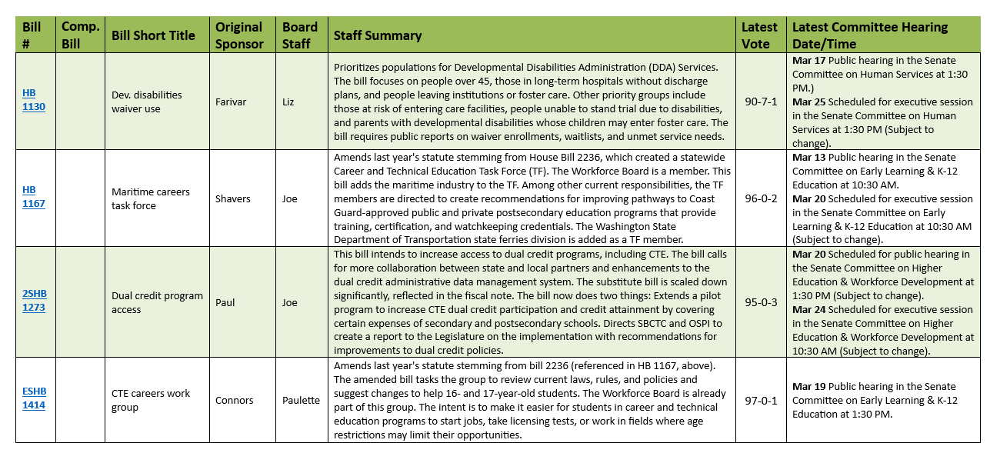 Bill #
Comp. Bill
Bill Short Title
Original Sponsor
Board Staff
Staff Summary
Latest Vote
Latest Committee Hearing Date/Time
HB
1130
Dev. disabilities
waiver use
Farivar
Liz
Prioritizes populations for Developmental Disabilities Administration (DDA) Services.
The bill focuses on people over 45, those in long-term hospitals without discharge
plans, and people leaving institutions or foster care. Other priority groups include
those at risk of entering care facilities, people unable to stand trial due to disabilities,
and parents with developmental disabilities whose children may enter foster care. The
bill requires public reports on waiver enrollments, waitlists, and unmet service needs.
90-7-1
Mar 17 Public hearing in the Senate
Committee on Human Services at 1:30
PM.)
Mar 25 Scheduled for executive session
in the Senate Committee on Human
Services at 1:30 PM (Subject to
change).
HB
1167
Maritime careers
task force
Shavers
Joe
Amends last year's statute stemming from House Bill 2236, which created a statewide
Career and Technical Education Task Force (TF). The Workforce Board is a member. This
bill adds the maritime industry to the TF. Among other current responsibilities, the TF
members are directed to create recommendations for improving pathways to Coast
Guard-approved public and private postsecondary education programs that provide
training, certification, and watchkeeping credentials. The Washington State
Department of Transportation state ferries division is added as a TF member.
96-0-2
Mar 13 Public hearing in the Senate
Committee on Early Learning & K-12
Education at 10:30 AM.
Mar 20 Scheduled for executive session
in the Senate Committee on Early
Learning & K-12 Education at 10:30 AM
(Subject to change).
2SHB
1273
Dual credit program
access
Paul
Joe
This bill intends to increase access to dual credit programs, including CTE. The bill calls
for more collaboration between state and local partners and enhancements to the
dual credit administrative data management system. The substitute bill is scaled down
significantly, reflected in the fiscal note. The bill now does two things: Extends a pilot
program to increase CTE dual credit participation and credit attainment by covering
certain expenses of secondary and postsecondary schools. Directs SBCTC and OSPI to
create a report to the Legislature on the implementation with recommendations for
improvements to dual credit policies.
95-0-3
Mar 20 Scheduled for public hearing in
the Senate Committee on Higher
Education & Workforce Development at
1:30 PM (Subject to change).
Mar 24 Scheduled for executive session
in the Senate Committee on Higher
Education & Workforce Development at
10:30 AM (Subject to change).
ESHB
1414
CTE careers work
group
Connors
Paulette
Amends last year's statute stemming from bill 2236 (referenced in HB 1167, above).
The amended bill tasks the group to review current laws, rules, and policies and
suggest changes to help 16- and 17-year-old students. The Workforce Board is already
part of this group. The intent is to make it easier for students in career and technical
education programs to start jobs, take licensing tests, or work in fields where age
restrictions may limit their opportunities.
97-0-1
Mar 19 Public hearing in the Senate
Committee on Early Learning & K-12
Education at 1:30 PM.